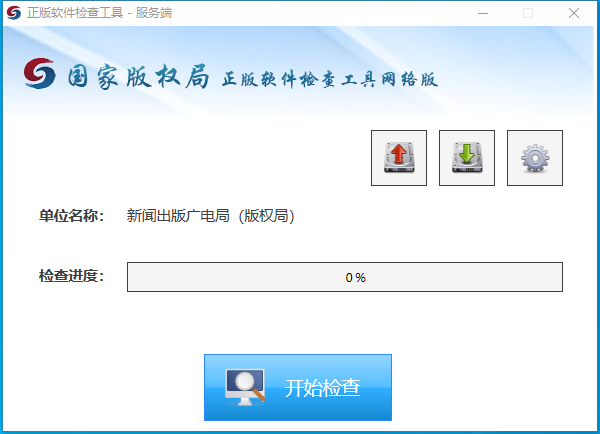 正版软件检查工具 - 服务端
国家版权局 正版软件检查工具网络版
单位名称： 新闻出版广电局（版权局）
检查进度： 0%
开始检查